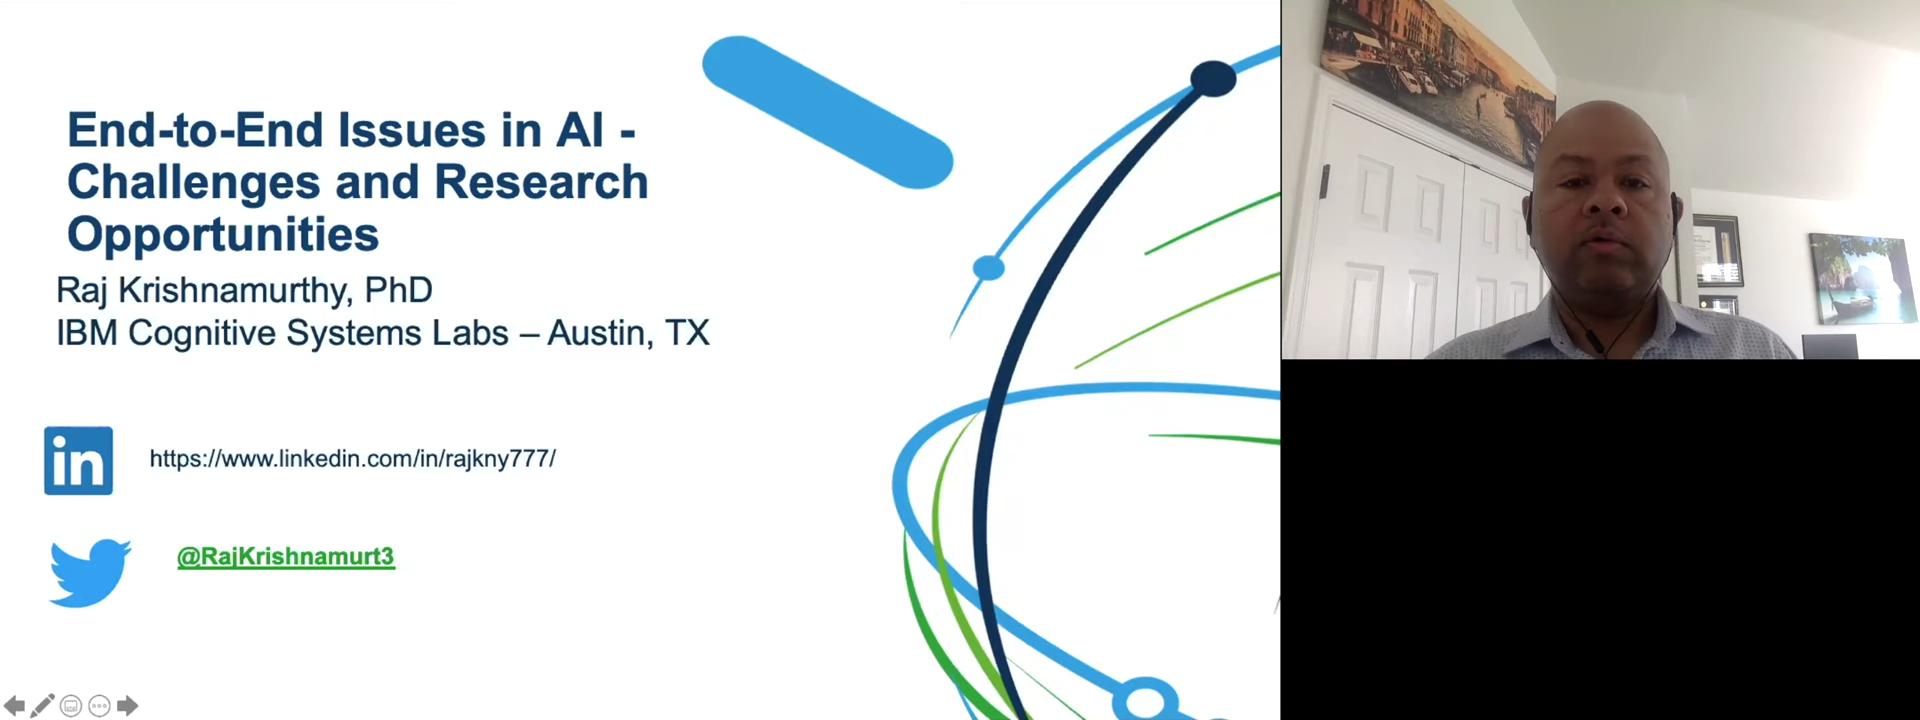 End-to-End Issues in AI -
Challenges and Research
Opportunities
Raj Krishnamurthy, PhD
IBM Cognitive Systems Labs – Austin, TX
in
https://www.linkedin.com/in/rajkny777/
@RajKrishnamurt3